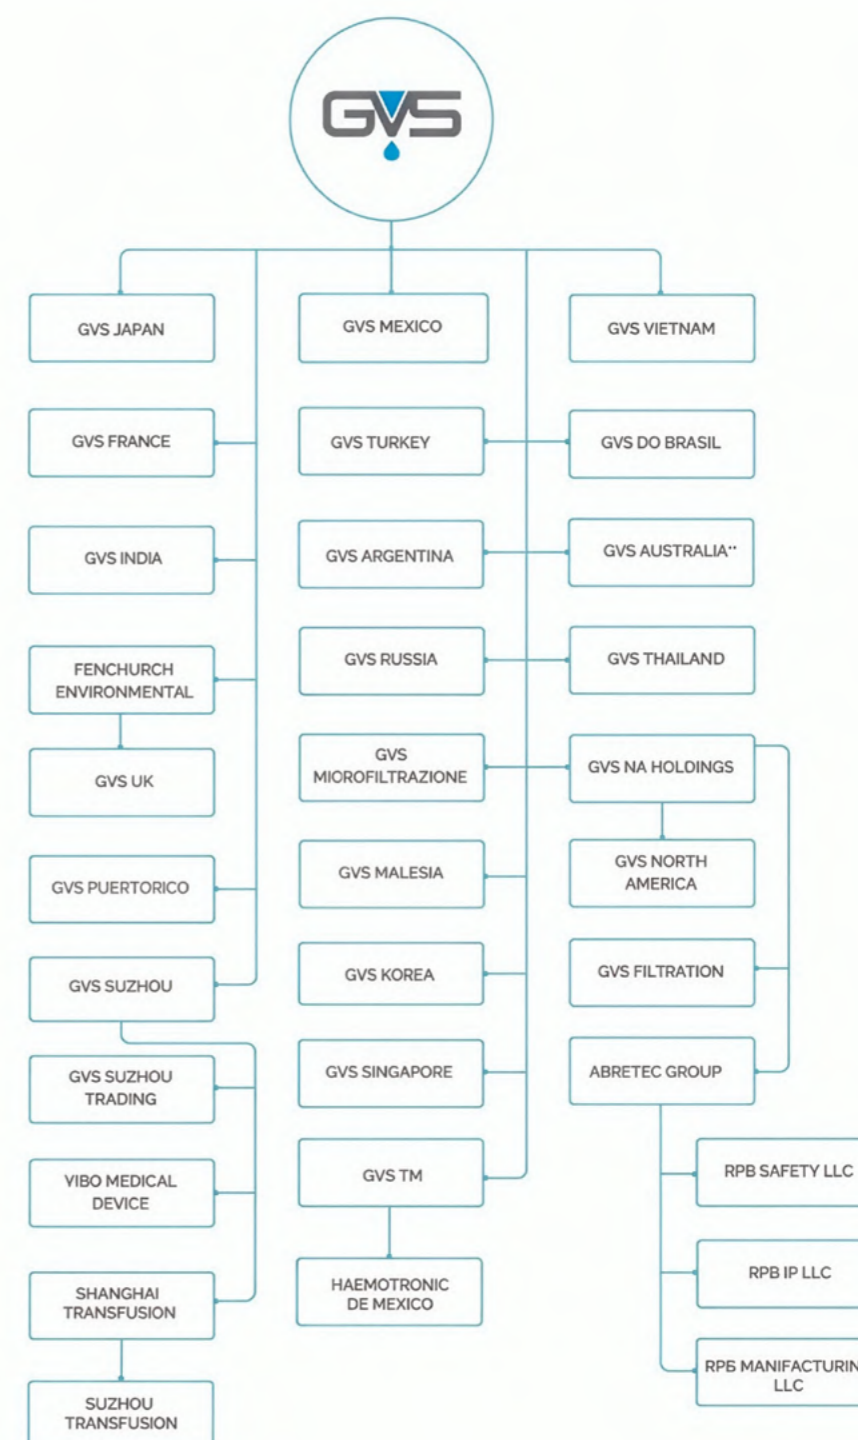 GVS
GVS JAPAN
GVS MEXICO
GVS VIETNAM
GVS FRANCE
GVS TURKEY
GVS DO BRASIL
GVS INDIA
GVS ARGENTINA
GVS AUSTRALIA**
FENCHURCH
ENVIRONMENTAL
GVS RUSSIA
GVS THAILAND
GVS UK
GVS
MICROFILTRAZIONE
GVS NA HOLDINGS
GVS PUERTORICO
GVS MALESIA
GVS NORTH
AMERICA
GVS SUZHOU
GVS KOREA
GVS FILTRATION
GVS SUZHOU
TRADING
GVS SINGAPORE
ABRETEC GROUP
YIBO MEDICAL
DEVICE
GVS TM
RPB SAFETY LLC
SHANGHAI
TRANSFUSION
HAEMOTRONIC
DE MEXICO
RPB IP LLC
SUZHOU
TRANSFUSION
RPB MANIFACTURIN
LLC